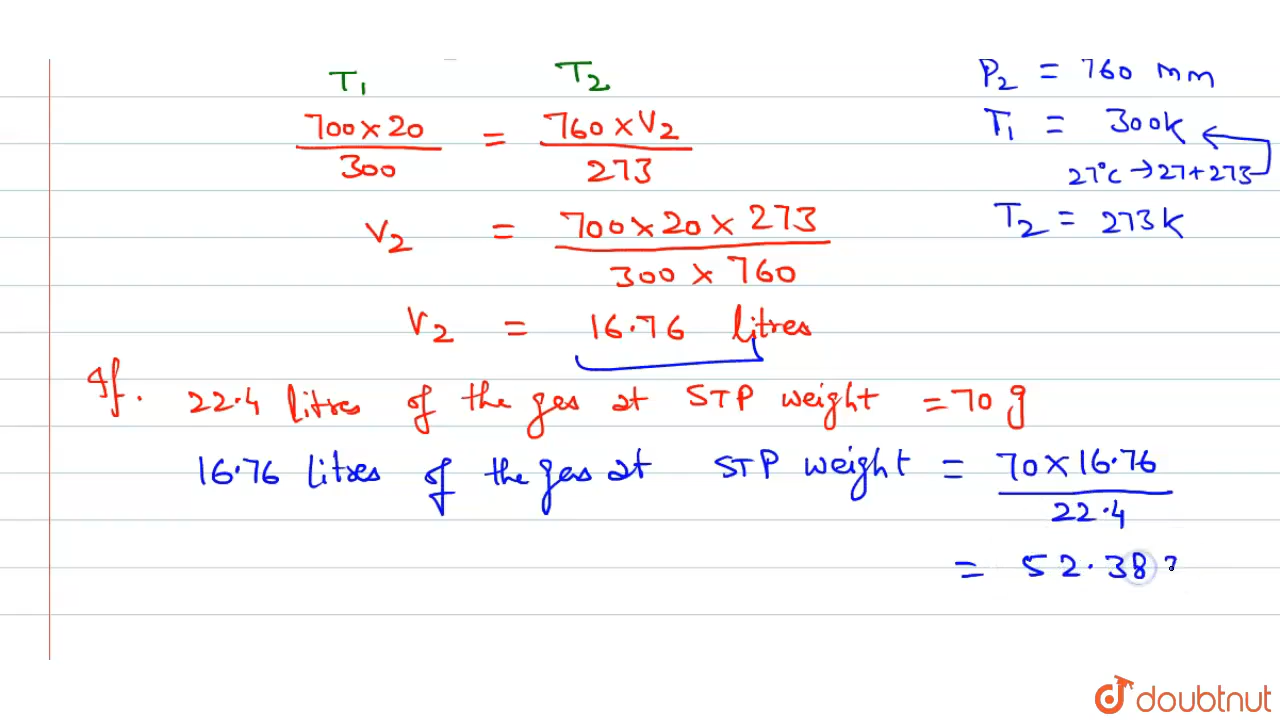 T1 T2
700×20/300 = 760×V2/273
V2 = 700×20×273/300×760
V2 = 16.76 litres
P2 = 760 mm
T1 = 300K
27°C → 27+273
T2 = 273K
If. 22.4 litres of the gas at STP weight = 70 g
16.76 litres of the gas at STP weight = 70×16.76/22.4
= 52.38
doubtnut